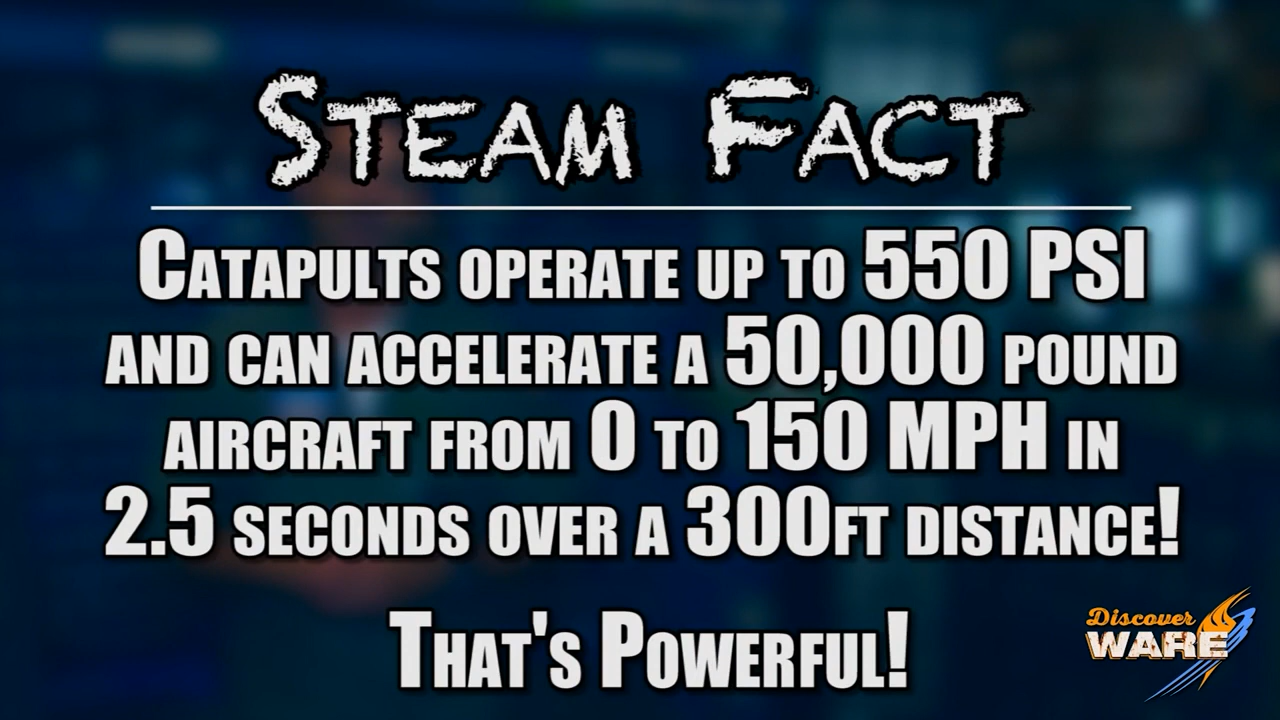 Steam Fact
Catapults operate up to 550 PSI
and can accelerate a 50,000 pound
aircraft from 0 to 150 MPH in
2.5 seconds over a 300ft distance!
That's Powerful!
Discover
WARE